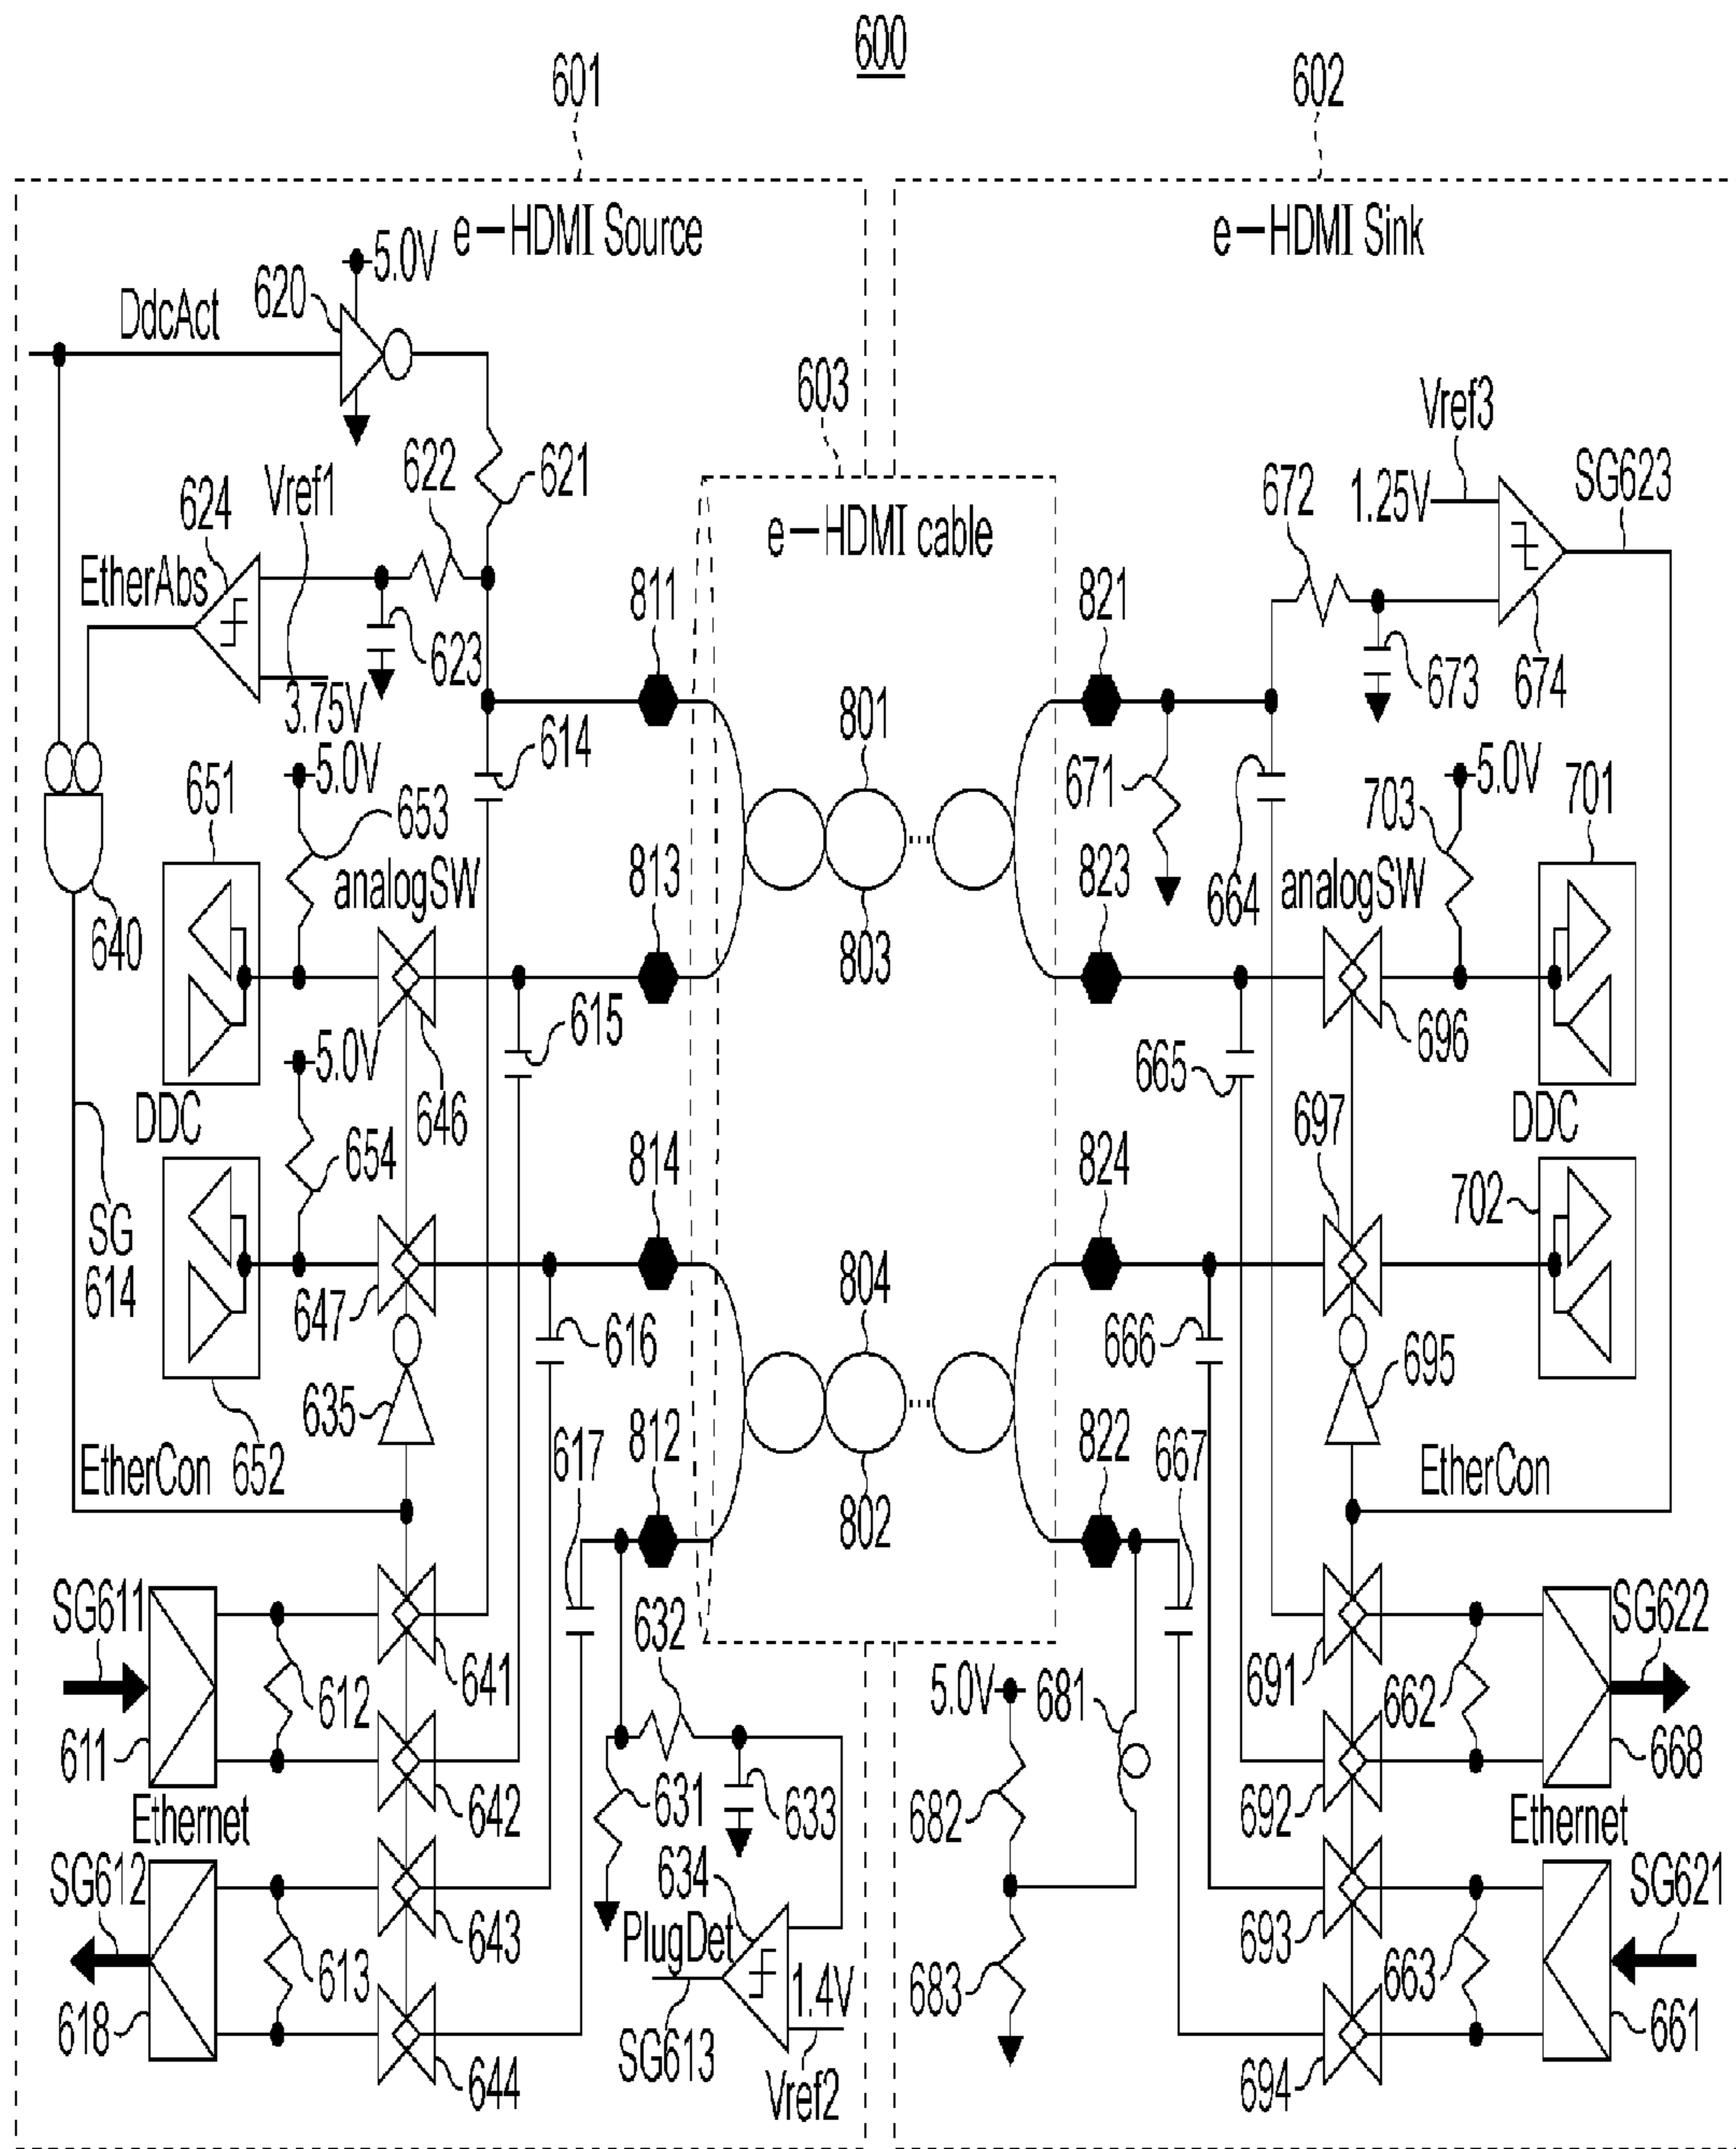 600
601
602
e-HDMI Source
e-HDMI Sink
5.0V
620
DdcAct
603
Vref3
622
621
672
1.25V
SG623
624
Vref1
e-HDMI cable
EtherAbs
811
821
623
673
674
3.75V
614
801
5.0V
5.0V
651
653
671
703
701
analogSW
813
823
664
analogSW
640
803
615
696
5.0V
665
DDC
646
697
DDC
654
814
824
702
SG
614
804
647
616
666
695
635
617
812
822
667
EtherCon
652
EtherCon
802
SG611
632
SG622
612
641
5.0V
681
691
662
611
631
633
682
668
Ethernet
642
692
Ethernet
SG612
634
SG621
613
643
PlugDet
683
693
663
618
1.4V
661
644
SG613
Vref2
694